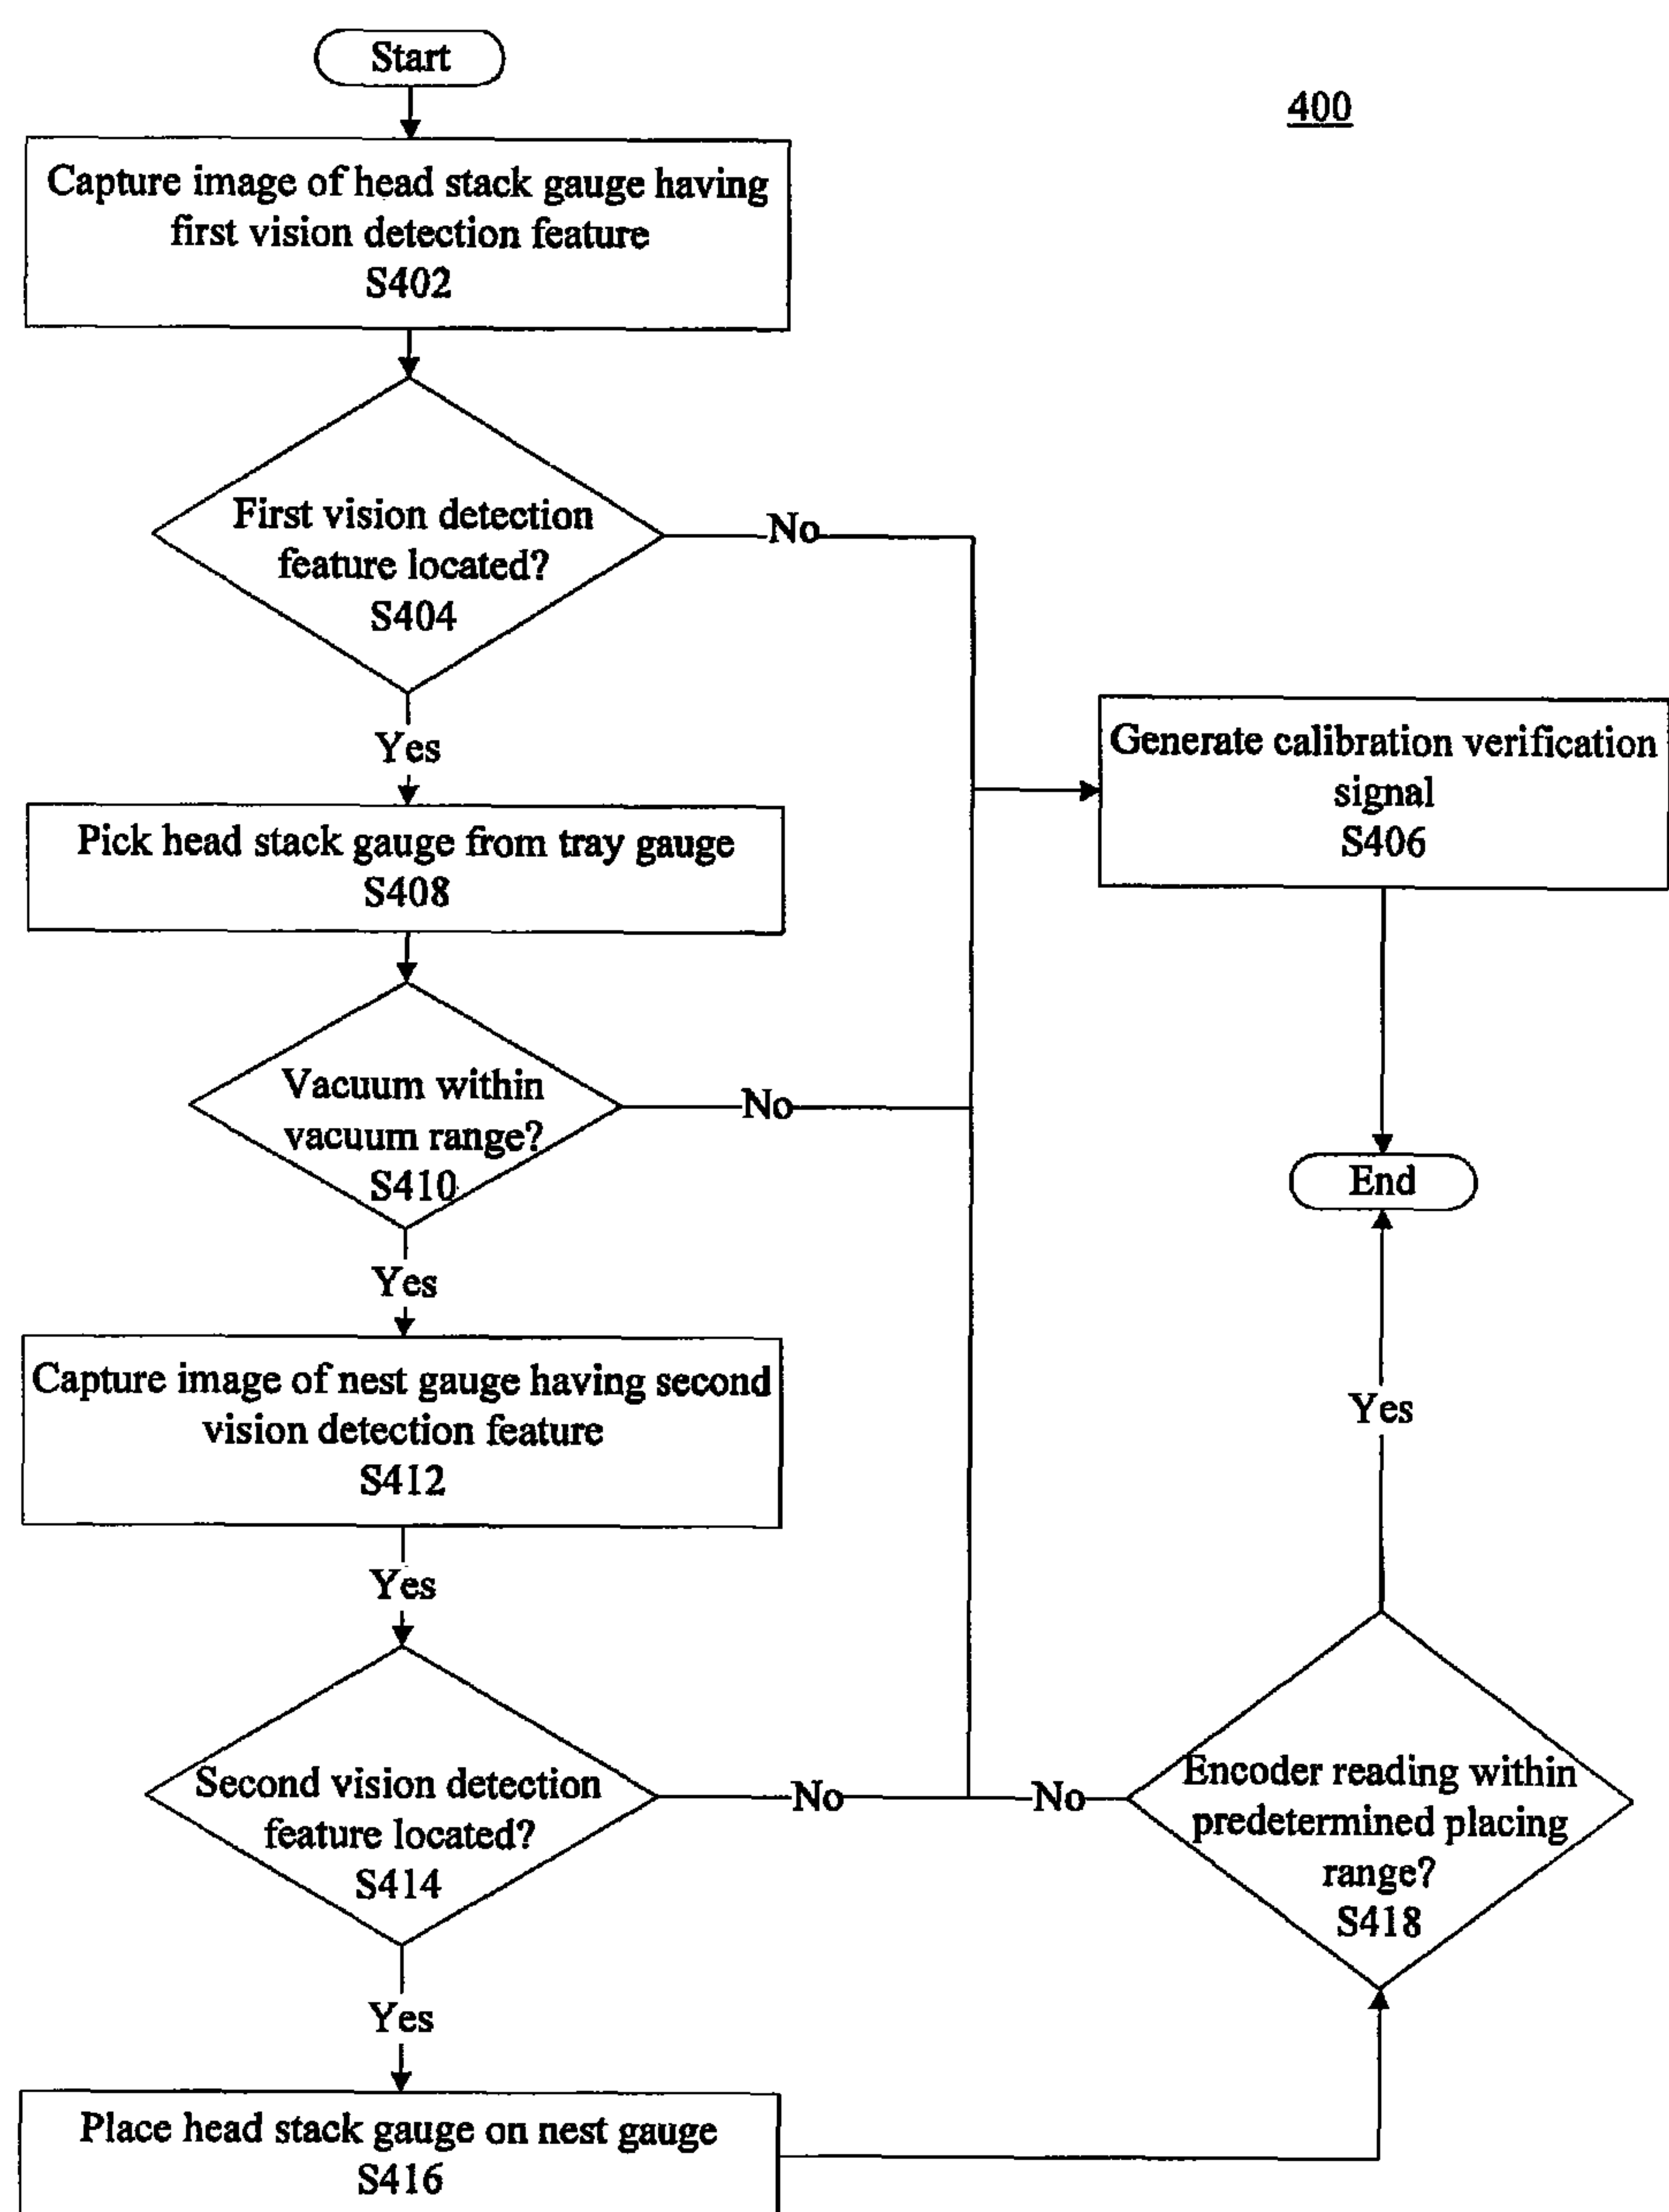 Start
400
Capture image of head stack gauge having
first vision detection feature
S402
First vision detection
feature located?
S404
No
Yes
Generate calibration verification
signal
S406
Pick head stack gauge from tray gauge
S408
Vacuum within
vacuum range?
S410
No
End
Yes
Capture image of nest gauge having second
vision detection feature
S412
Yes
Yes
Second vision detection
feature located?
S414
No
No
Encoder reading within
predetermined placing
range?
S418
Yes
Place head stack gauge on nest gauge
S416